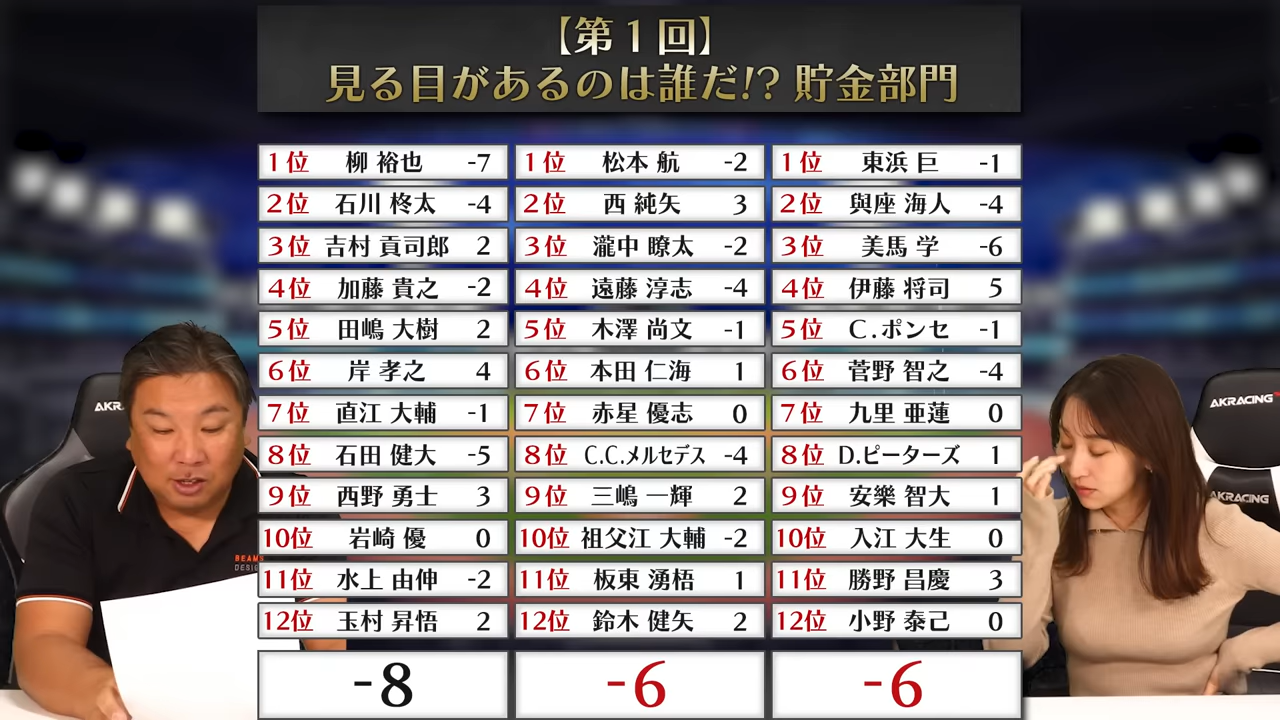 【第1回】
見る目があるのは誰だ!? 貯金部門
1位 柳 裕也 -7
2位 石川 柊太 -4
3位 吉村 貢司郎 2
4位 加藤 貴之 -2
5位 田嶋 大樹 2
6位 岸 孝之 4
7位 直江 大輔 -1
8位 石田 健大 -5
9位 西野 勇士 3
10位 岩崎 優 0
11位 水上 由伸 -2
12位 玉村 昇悟 2
-8
1位 松本 航 -2
2位 西 純矢 3
3位 瀧中 瞭太 -2
4位 遠藤 淳志 -4
5位 木澤 尚文 -1
6位 本田 仁海 1
7位 赤星 優志 0
8位 C.C.メルセデス -4
9位 三嶋 一輝 2
10位 祖父江 大輔 -2
11位 板東 湧梧 1
12位 鈴木 健矢 2
-6
1位 東浜 巨 -1
2位 與座 海人 -4
3位 美馬 学 -6
4位 伊藤 将司 5
5位 C.ポンセ -1
6位 菅野 智之 -4
7位 九里 亜蓮 0
8位 D.ピーターズ 1
9位 安樂 智大 1
10位 入江 大生 0
11位 勝野 昌慶 3
12位 小野 泰己 0
-6
AKR
BEAMS
DESIG
AKRACING
AKRACING